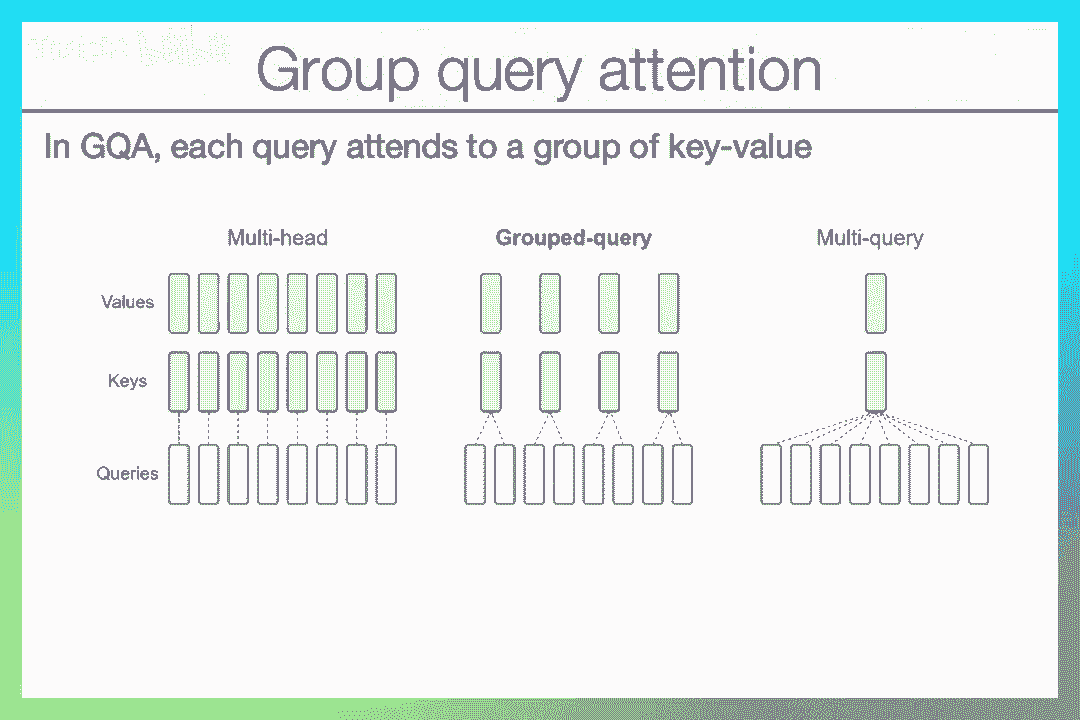 Group query attention
In GQA, each query attends to a group of key-value
Multi-head
Grouped-query
Multi-query
Values
Keys
Queries